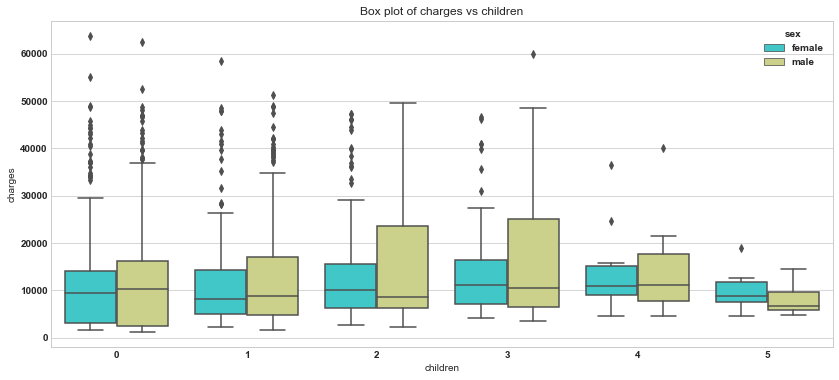 Box plot of charges vs children
sex
female
male
60000
50000
40000
30000
20000
10000
0
charges
0 1 2 3 4 5
children